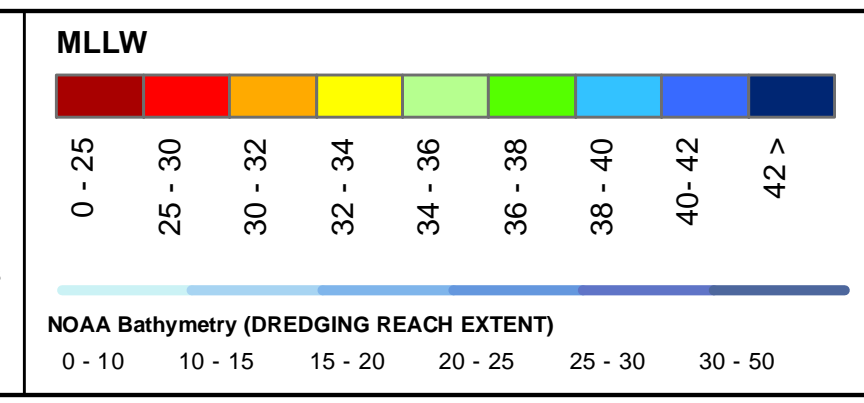 MLLW
0 - 25
25 - 30
30 - 32
32 - 34
34 - 36
36 - 38
38 - 40
40- 42
42 >
NOAA Bathymetry (DREDGING REACH EXTENT)
0 - 10 10 - 15 15 - 20 20 - 25 25 - 30 30 - 50